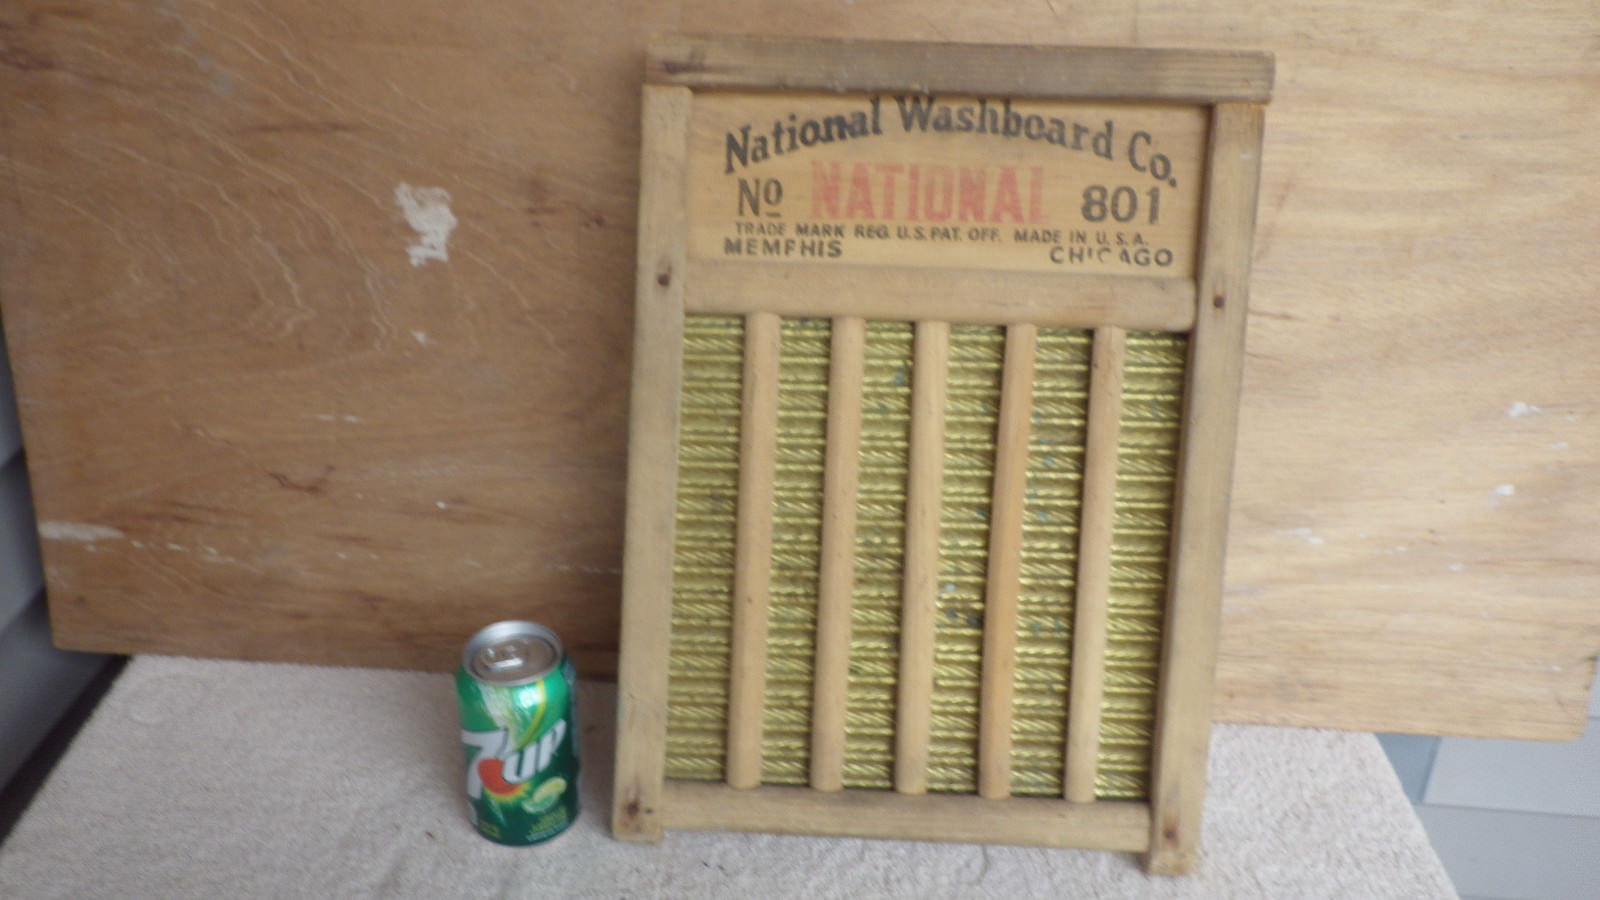 National Washboard Co.
No NATIONAL 801
TRADE MARK REG. U.S. PAT. OFF. MADE IN U.S.A.
MEMPHIS CHICAGO
7UP